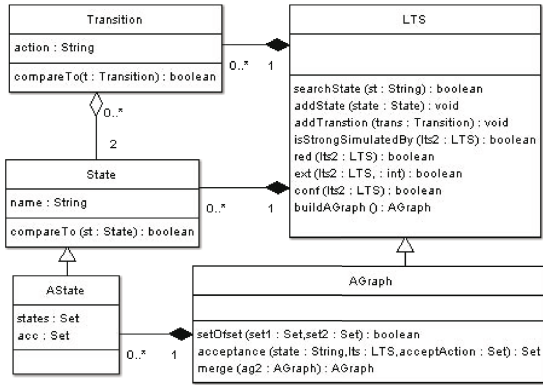 Transition
action : String
compareTo(t : Transition) : boolean
0..*
1
LTS
searchState (st : String) : boolean
addState (state : State) : void
addTranstion (trans : Transition) : void
isStrongSimulatedBy (lts2 : LTS) : boolean
red (lts2 : LTS) : boolean
ext (lts2 : LTS, : int) : boolean
conf (lts2 : LTS) : boolean
buildAGraph () : AGraph
0..*
2
State
name : String
compareTo (st : State) : boolean
0..*
1
AState
states : Set
acc : Set
0..*
1
AGraph
setOfset (set1 : Set,set2 : Set) : boolean
acceptance (state : String,lts : LTS,acceptAction : Set) : Set
merge (ag2 : AGraph) : AGraph